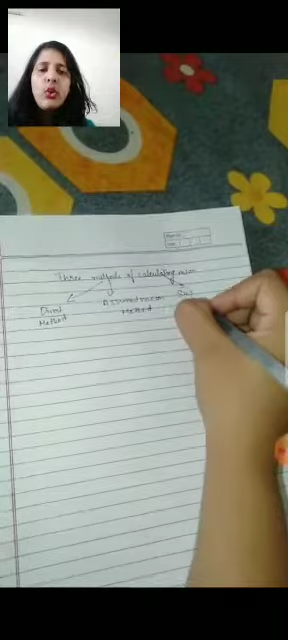 Three methods of calculating mean
Direct
Method
Assumed mean
Method